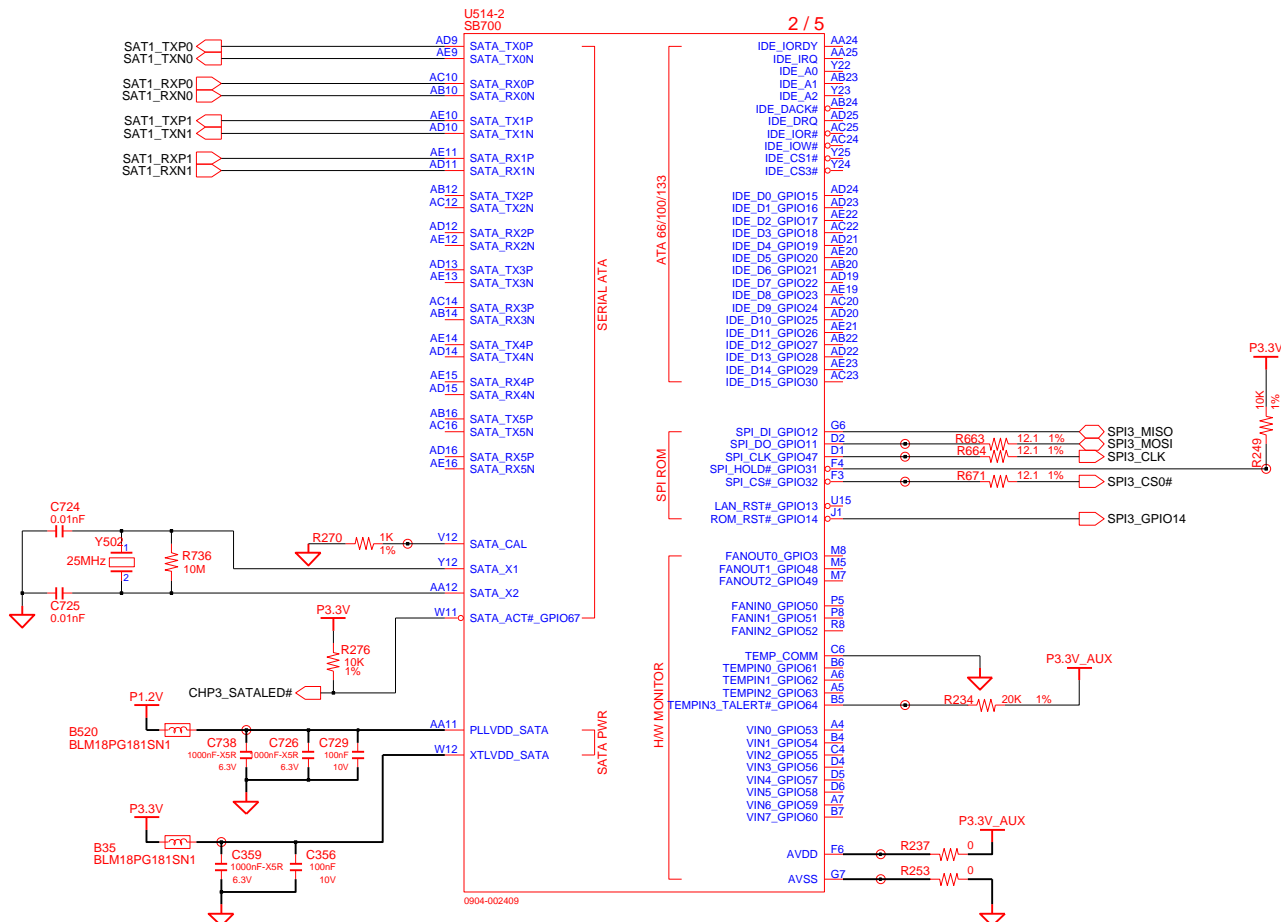 U514-2
SB700
2 / 5
SAT1_TXP0
AD9
SATA_TX0P
SAT1_TXN0
AE9
SATA_TX0N
SAT1_RXP0
AC10
SATA_RX0P
SAT1_RXN0
AB10
SATA_RX0N
SAT1_TXP1
AE10
SATA_TX1P
SAT1_TXN1
AD10
SATA_TX1N
SAT1_RXP1
AE11
SATA_RX1P
SAT1_RXN1
AD11
SATA_RX1N
AB12
SATA_TX2P
AC12
SATA_TX2N
AD12
SATA_RX2P
AE12
SATA_RX2N
AD13
SATA_TX3P
AE13
SATA_TX3N
AC14
SATA_RX3P
AB14
SATA_RX3N
AE14
SATA_TX4P
AD14
SATA_TX4N
AE15
SATA_RX4P
AD15
SATA_RX4N
AB16
SATA_TX5P
AC16
SATA_TX5N
AD16
SATA_RX5P
AE16
SATA_RX5N
SERIAL ATA
C724
0.01nF
Y502
1
25MHz
2
R736
10M
C725
0.01nF
R270
1K
1%
V12
SATA_CAL
Y12
SATA_X1
AA12
SATA_X2
W11
SATA_ACT#_GPIO67
P3.3V
R276
10K
1%
CHP3_SATALED#
P1.2V
B520
BLM18PG181SN1
C738
1000nF-X5R
6.3V
C726
1000nF-X5R
6.3V
C729
100nF
10V
AA11
PLLVDD_SATA
W12
XTLVDD_SATA
SATA PWR
P3.3V
B35
BLM18PG181SN1
C359
1000nF-X5R
6.3V
C356
100nF
10V
0904-002409
ATA 66/100/133
IDE_IORDY
AA24
IDE_IRQ
AA25
IDE_A0
Y22
IDE_A1
AB23
IDE_A2
Y23
IDE_DACK#
AB24
IDE_DRQ
AD25
IDE_IOR#
AC25
IDE_IOW#
AC24
IDE_CS1#
Y25
IDE_CS3#
Y24
IDE_D0_GPIO15
AD24
IDE_D1_GPIO16
AD23
IDE_D2_GPIO17
AE22
IDE_D3_GPIO18
AC22
IDE_D4_GPIO19
AD21
IDE_D5_GPIO20
AE20
IDE_D6_GPIO21
AB20
IDE_D7_GPIO22
AD19
IDE_D8_GPIO23
AE19
IDE_D9_GPIO24
AC20
IDE_D10_GPIO25
AD20
IDE_D11_GPIO26
AE21
IDE_D12_GPIO27
AB22
IDE_D13_GPIO28
AD22
IDE_D14_GPIO29
AE23
IDE_D15_GPIO30
AC23
SPI ROM
SPI_DI_GPIO12
G6
SPI3_MISO
SPI_DO_GPIO11
D2
R663
12.1 1%
SPI3_MOSI
SPI_CLK_GPIO47
D1
R664
12.1 1%
SPI3_CLK
SPI_HOLD#_GPIO31
F4
P3.3V
10K
1%
R249
SPI_CS#_GPIO32
F3
R671
12.1 1%
SPI3_CS0#
LAN_RST#_GPIO13
U15
ROM_RST#_GPIO14
J1
SPI3_GPIO14
H/W MONITOR
FANOUT0_GPIO3
M8
FANOUT1_GPIO48
M5
FANOUT2_GPIO49
M7
FANIN0_GPIO50
P5
FANIN1_GPIO51
P8
FANIN2_GPIO52
R8
TEMP_COMM
C6
TEMPIN0_GPIO61
B6
TEMPIN1_GPIO62
A6
TEMPIN2_GPIO63
A5
TEMPIN3_TALERT#_GPIO64
B5
R234
20K 1%
P3.3V_AUX
VIN0_GPIO53
A4
VIN1_GPIO54
B4
VIN2_GPIO55
C4
VIN3_GPIO56
D4
VIN4_GPIO57
D5
VIN5_GPIO58
D6
VIN6_GPIO59
A7
VIN7_GPIO60
B7
P3.3V_AUX
AVDD
F6
R237
0
AVSS
G7
R253
0